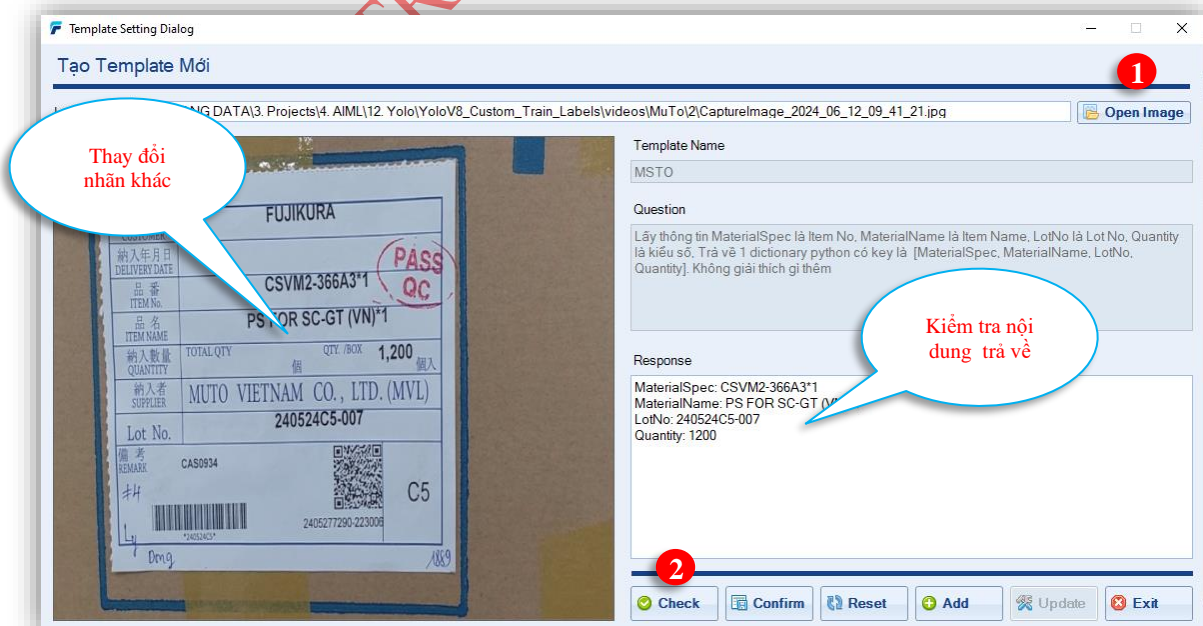 Template Setting Dialog
Tạo Template Mới
1
NG DATA\3. Projects\4. AIML\12. Yolo\YoloV8_Custom_Train_Labels\videos\MuTo\2\CaptureImage_2024_06_12_09_41_21.jpg
Open Image
Thay đổi
nhãn khác
FUJIKURA
CUSTOMER
納入年月日
DELIVERY DATE
PASS
QC
品 番
ITEM No.
CSVM2-366A3*1
品 名
ITEM NAME
PS FOR SC-GT (VN)*1
納入數量
QUANTITY
TOTAL QTY
個
QTY. /BOX
1,200
個入
納入者
SUPPLIER
MUTO VIETNAM CO., LTD. (MVL)
Lot No.
240524C5-007
備 考
REMARK
CAS0934
#4
C5
*240524C5*
2405277290-223006
Ly
Dong
1889
Template Name
MSTO
Question
Lấy thông tin MaterialSpec là Item No, MaterialName là Item Name, LotNo là Lot No, Quantity
là kiểu số, Trả về 1 dictionary python có key là [MaterialSpec, MaterialName, LotNo,
Quantity]. Không giải thích gì thêm
Kiểm tra nội
dung trả về
Response
MaterialSpec: CSVM2-366A3*1
MaterialName: PS FOR SC-GT
LotNo: 240524C5-007
Quantity: 1200
2
Check
Confirm
Reset
Add
Update
Exit